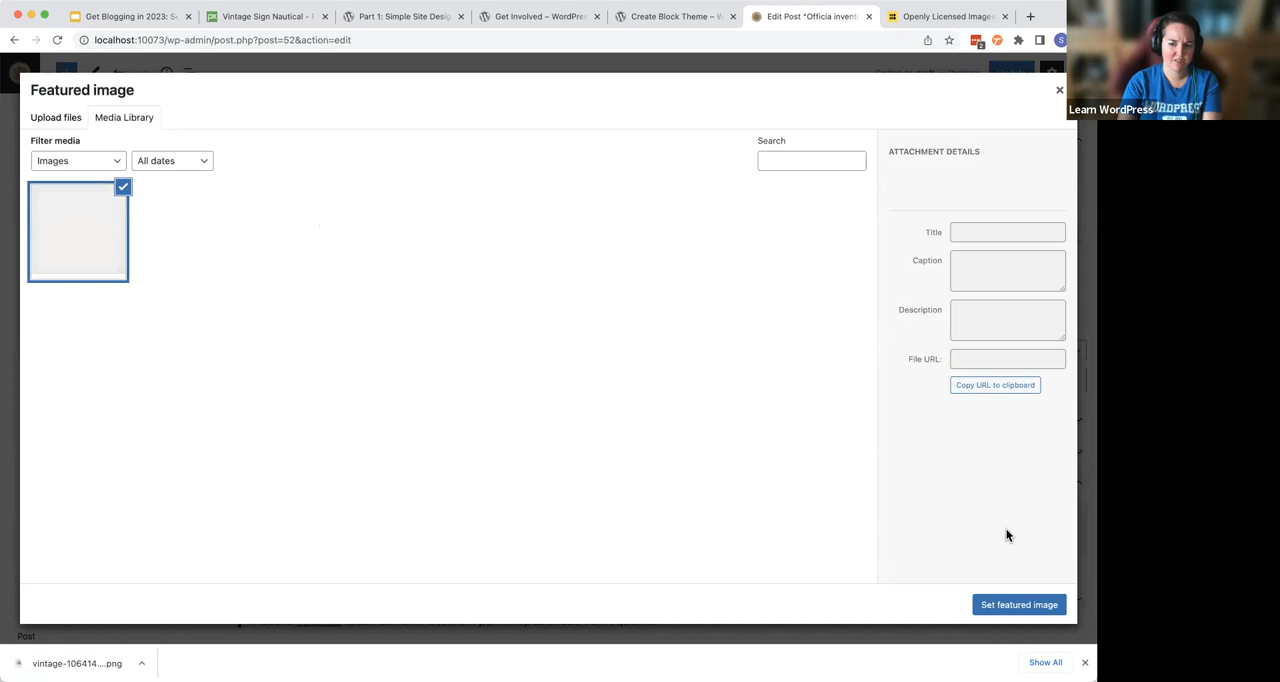 Get Blogging in 2023: S
Vintage Sign Nautical - F
Part 1: Simple Site Desig
Get Involved – WordPres
Create Block Theme – W
Edit Post "Officia invent
Openly Licensed Images
localhost:10073/wp-admin/post.php?post=52&action=edit
2
S
Learn WordPress
Featured image
Upload files
Media Library
Filter media
Search
Images
All dates
ATTACHMENT DETAILS
Title
Caption
Description
File URL:
Copy URL to clipboard
Set featured image
Post
vintage-106414....png
Show All